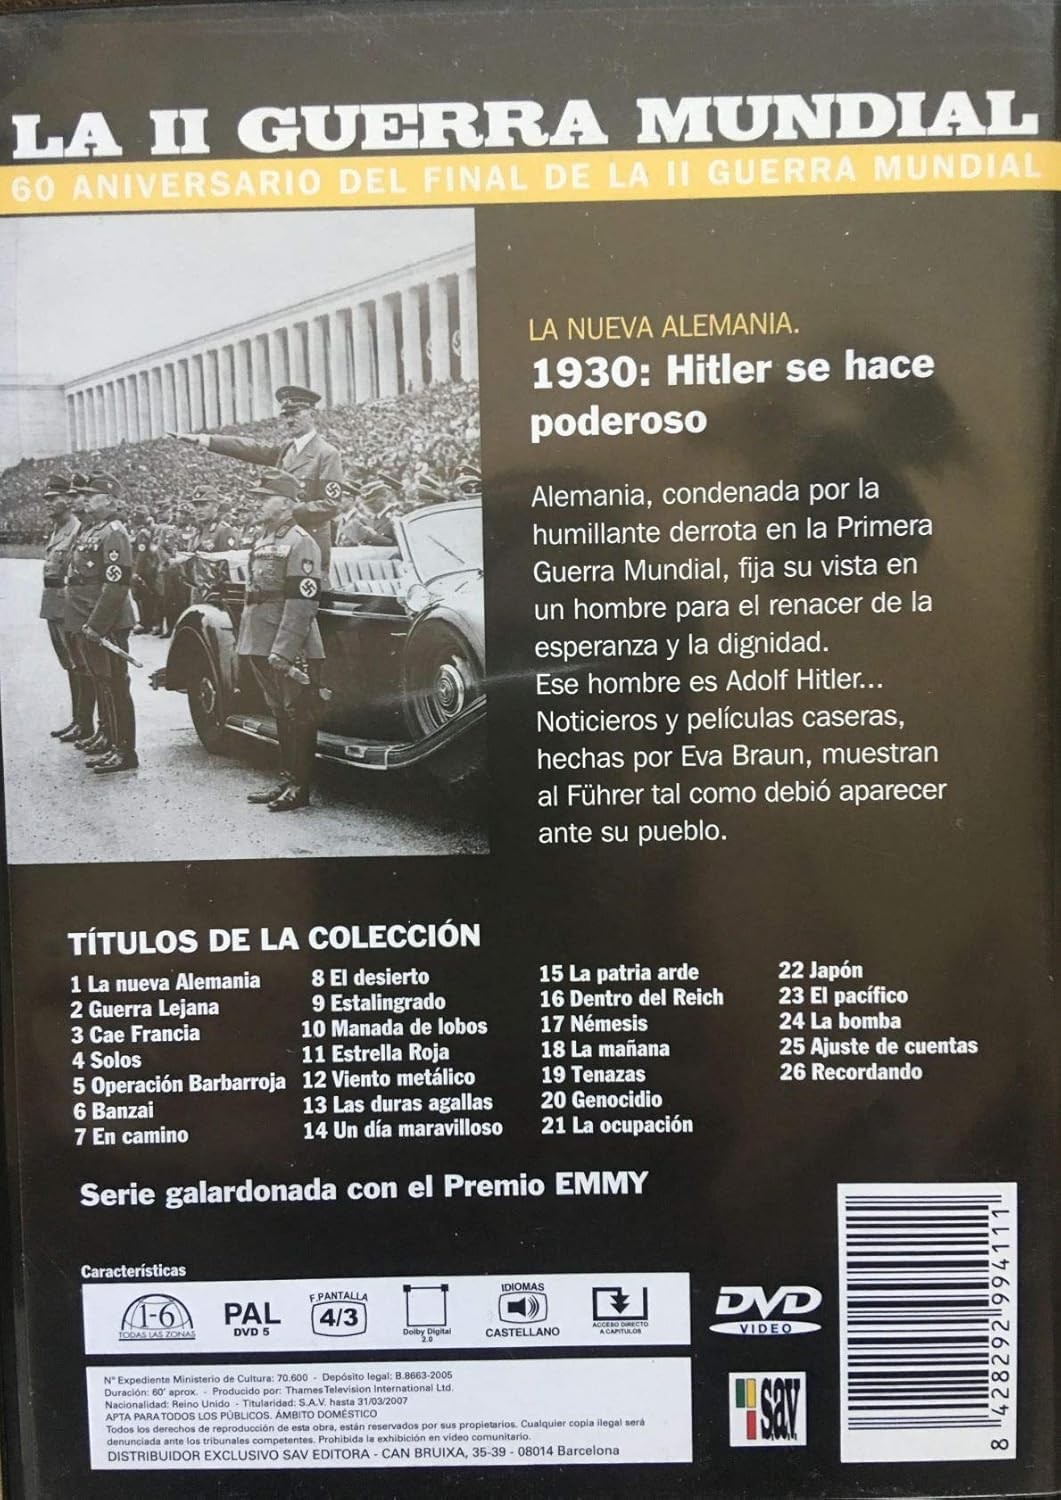 LA II GUERRA MUNDIAL
60 ANIVERSARIO DEL FINAL DE LA II GUERRA MUNDIAL
LA NUEVA ALEMANIA.
1930: Hitler se hace
poderoso
Alemania, condenada por la
humillante derrota en la Primera
Guerra Mundial, fija su vista en
un hombre para el renacer de la
esperanza y la dignidad.
Ese hombre es Adolf Hitler...
Noticieros y películas caseras,
hechas por Eva Braun, muestran
al Führer tal como debió aparecer
ante su pueblo.
TÍTULOS DE LA COLECCIÓN
1 La nueva Alemania
2 Guerra Lejana
3 Cae Francia
4 Solos
5 Operación Barbarroja
6 Banzai
7 En camino
8 El desierto
9 Estalingrado
10 Manada de lobos
11 Estrella Roja
12 Viento metálico
13 Las duras agallas
14 Un día maravilloso
15 La patria arde
16 Dentro del Reich
17 Némesis
18 La mañana
19 Tenazas
20 Genocidio
21 La ocupación
22 Japón
23 El pacífico
24 La bomba
25 Ajuste de cuentas
26 Recordando
Serie galardonada con el Premio EMMY
Características
1-6
TODAS LAS ZONAS
PAL
DVD 5
F.PANTALLA
4/3
Dolby Digital
2.0
IDIOMAS
CASTELLANO
ACCESO DIRECTO
A CAPITULOS
DVD
VIDEO
Nº Expediente Ministerio de Cultura: 70.600 - Depósito legal: B.8663-2005
Duración: 60' aprox. - Producido por: Thames Television International Ltd.
Nacionalidad: Reino Unido - Titularidad: S.A.V. hasta 31/03/2007
APTA PARA TODOS LOS PÚBLICOS. ÁMBITO DOMÉSTICO
Todos los derechos de reproducción de esta obra, están reservados por sus propietarios. Cualquier copia ilegal será
denunciada ante los tribunales competentes. Prohibida la exhibición en video comunitario.
DISTRIBUIDOR EXCLUSIVO SAV EDITORA - CAN BRUIXA, 35-39 - 08014 Barcelona
s.a.v.
8 428292 994111